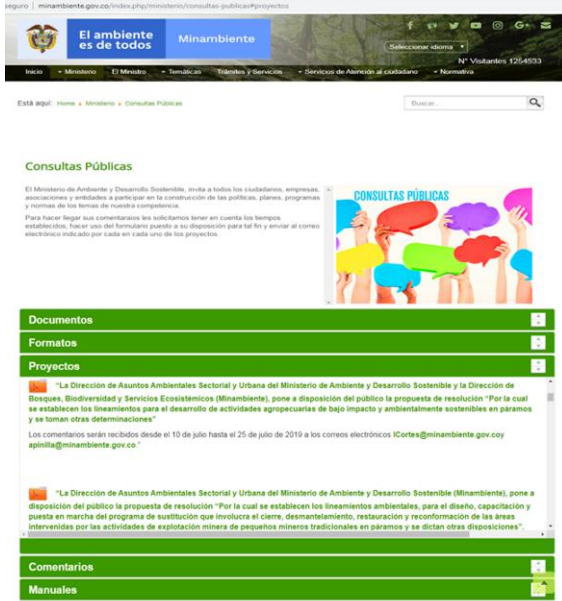 seguro | minambiente.gov.co/index.php/ministerio/consultas-publicas#proyectos
El ambiente
es de todos
Minambiente
Seleccionar idioma
N° Visitantes 1254933
Inicio Ministerio El Ministro Temáticas Trámites y Servicios Servicios de Atención al ciudadano Normativa
Está aquí: Home Ministerio Consultas Públicas
Buscar...
Consultas Públicas
El Ministerio de Ambiente y Desarrollo Sostenible, invita a todos los ciudadanos, empresas,
asociaciones y entidades a participar en la construcción de las políticas, planes, programas
y normas de los temas de nuestra competencia.
Para hacer llegar sus comentarios les solicitamos tener en cuenta los tiempos
establecidos, hacer uso del formulario puesto a su disposición para tal fin y enviar al correo
electrónico indicado por cada en cada uno de los proyectos.
CONSULTAS PÚBLICAS
Documentos
Formatos
Proyectos
“La Dirección de Asuntos Ambientales Sectorial y Urbana del Ministerio de Ambiente y Desarrollo Sostenible y la Dirección de
Bosques, Biodiversidad y Servicios Ecosistémicos (Minambiente), pone a disposición del público la propuesta de resolución “Por la cual
se establecen los lineamientos para el desarrollo de actividades agropecuarias de bajo impacto y ambientalmente sostenibles en páramos
y se toman otras determinaciones”
Los comentarios serán recibidos desde el 10 de julio hasta el 25 de julio de 2019 a los correos electrónicos ICortes@minambiente.gov.coy
apinilla@minambiente.gov.co.”
“La Dirección de Asuntos Ambientales Sectorial y Urbana del Ministerio de Ambiente y Desarrollo Sostenible (Minambiente), pone a
disposición del público la propuesta de resolución “Por la cual se establecen los lineamientos ambientales, para el diseño, capacitación y
puesta en marcha del programa de sustitución que involucra el cierre, desmantelamiento, restauración y reconformación de las áreas
intervenidas por las actividades de explotación minera de pequeños mineros tradicionales en páramos y se dictan otras disposiciones”.
Comentarios
Manuales